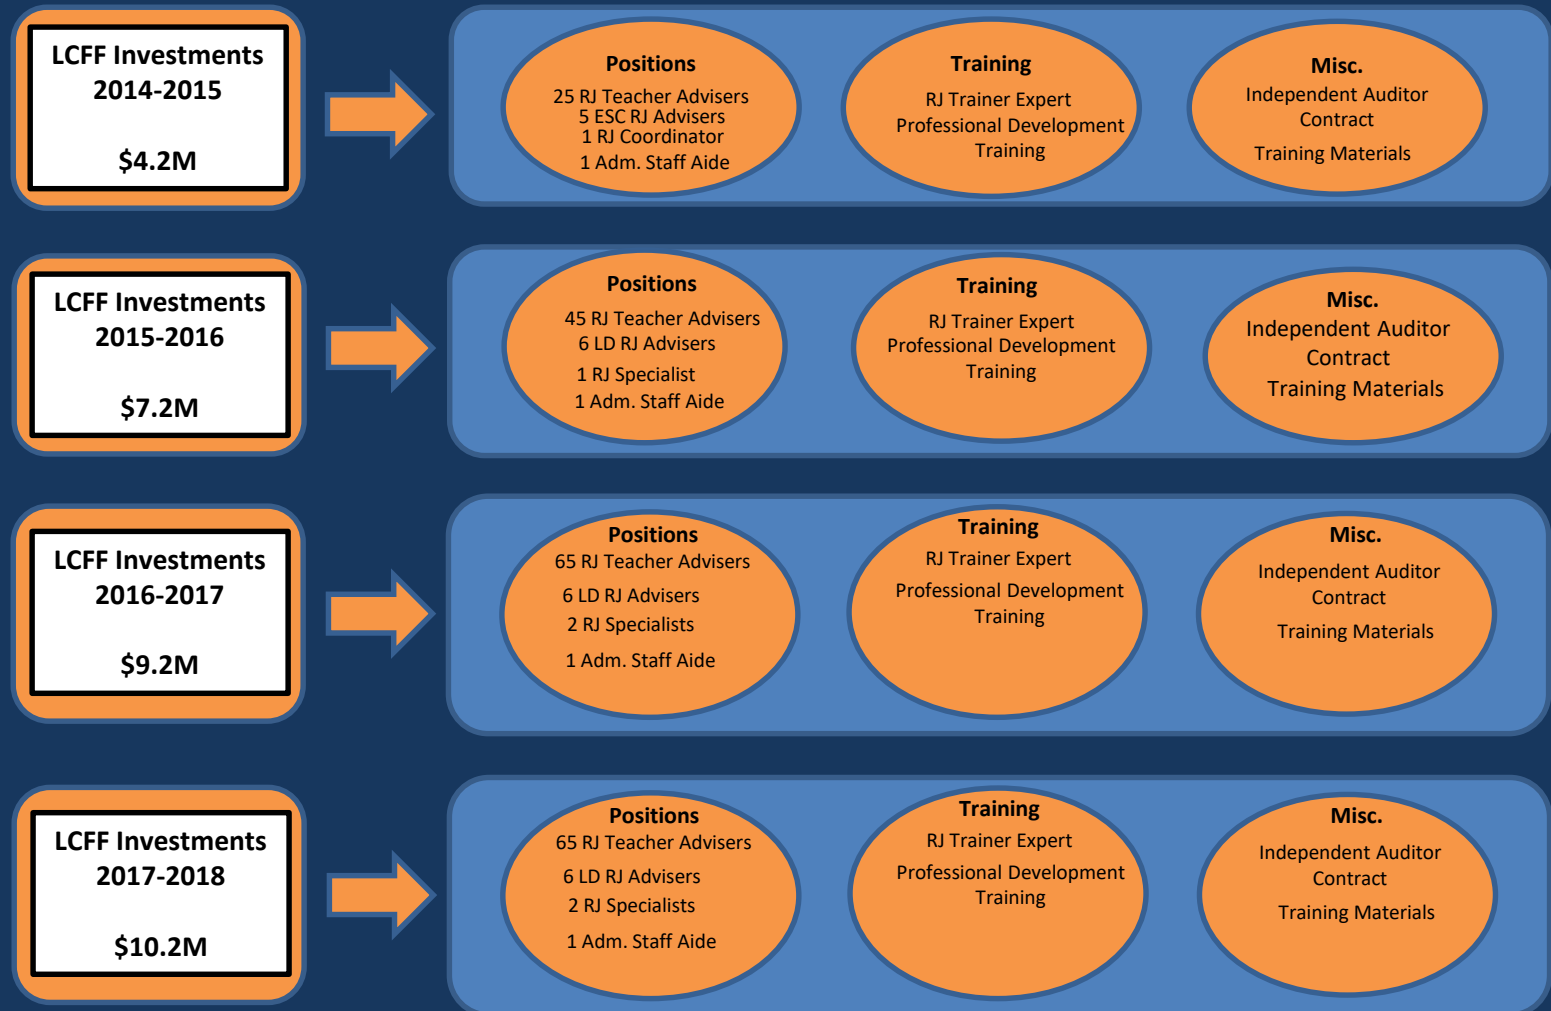 LCFF Investments
2014-2015
$4.2M
Positions
25 RJ Teacher Advisers
5 ESC RJ Advisers
1 RJ Coordinator
1 Adm. Staff Aide
Training
RJ Trainer Expert
Professional Development
Training
Misc.
Independent Auditor
Contract
Training Materials
LCFF Investments
2015-2016
$7.2M
Positions
45 RJ Teacher Advisers
6 LD RJ Advisers
1 RJ Specialist
1 Adm. Staff Aide
Training
RJ Trainer Expert
Professional Development
Training
Misc.
Independent Auditor
Contract
Training Materials
LCFF Investments
2016-2017
$9.2M
Positions
65 RJ Teacher Advisers
6 LD RJ Advisers
2 RJ Specialists
1 Adm. Staff Aide
Training
RJ Trainer Expert
Professional Development
Training
Misc.
Independent Auditor
Contract
Training Materials
LCFF Investments
2017-2018
$10.2M
Positions
65 RJ Teacher Advisers
6 LD RJ Advisers
2 RJ Specialists
1 Adm. Staff Aide
Training
RJ Trainer Expert
Professional Development
Training
Misc.
Independent Auditor
Contract
Training Materials